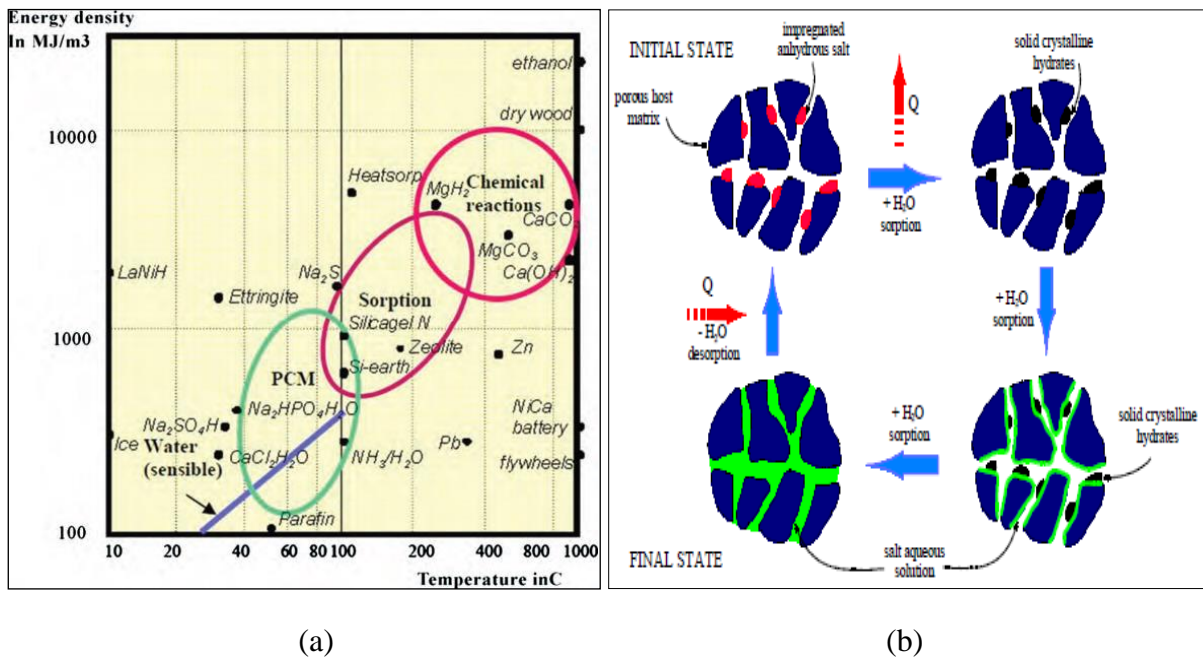 Energy density
In MJ/m3
10000
1000
100
10
20
40
60
80
100
200
400
600
800
1000
Temperature inC
ethanol
dry wood
Heatsorp
MgH2
Chemical
reactions
CaCO3
MgCO3
Ca(OH)2
LaNiH
Na2S
Ettringite
Sorption
Silicagel N
Zeolite
Zn
Si-earth
PCM
Na2HPO4H2O
Na2SO4H
NiCa
battery
Ice
Water
(sensible)
CaCl2H2O
NH3/H2O
Pb
flywheels
Parafin
(a)
INITIAL STATE
impregnated
anhydrous salt
solid crystalline
hydrates
porous host
matrix
Q
+ H2O
sorption
+ H2O
sorption
Q
- H2O
desorption
+ H2O
sorption
solid crystalline
hydrates
FINAL STATE
salt aqueous
solution
(b)